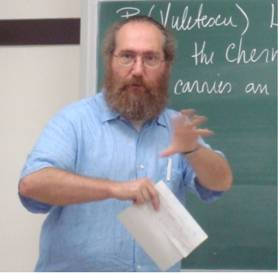 (Vuletescu) L
the Chern
carries an